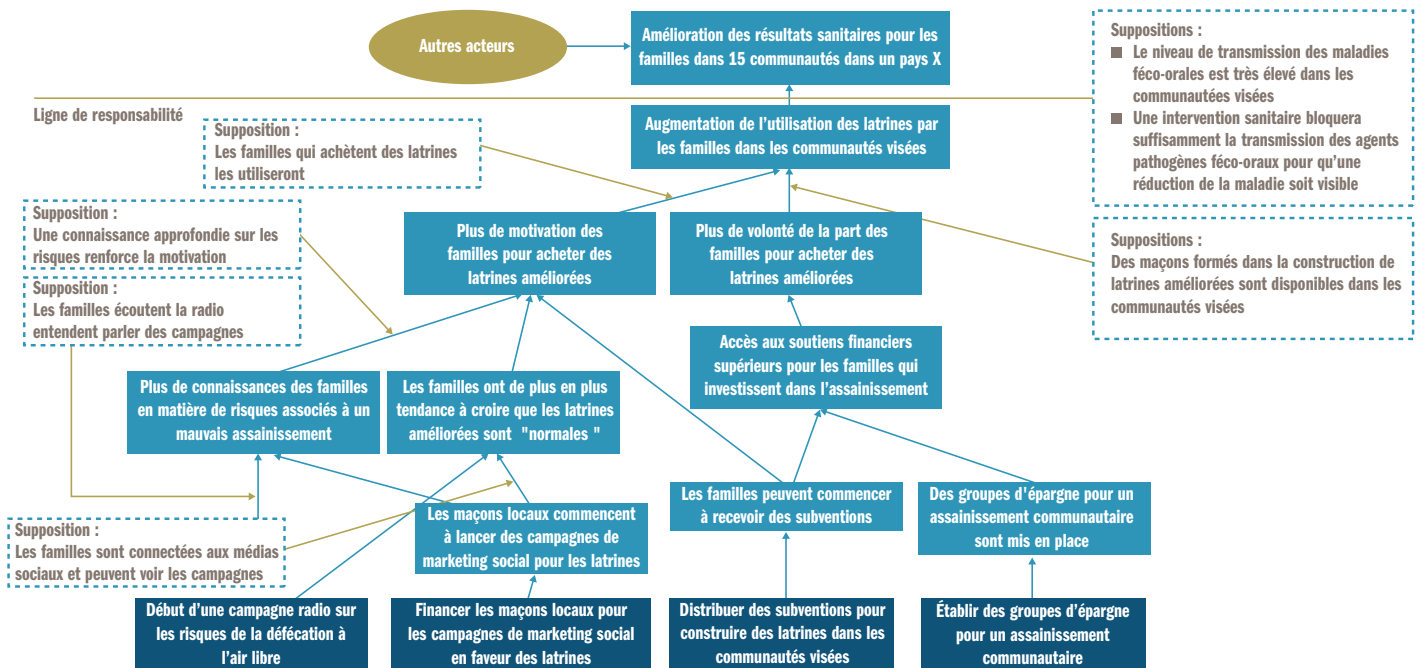 Autres acteurs
Amélioration des résultats sanitaires pour les
familles dans 15 communautés dans un pays X
Suppositions :
Le niveau de transmission des maladies
féco-orales est très élevé dans les
communautées visées
Une intervention sanitaire bloquera
suffisamment la transmission des agents
pathogènes féco-oraux pour qu'une
réduction de la maladie soit visible
Ligne de responsabilité
Supposition :
Les familles qui achètent des latrines
les utiliseront
Augmentation de l'utilisation des latrines par
les familles dans les communautés visées
Supposition :
Une connaissance approfondie sur les
risques renforce la motivation
Plus de motivation des
familles pour acheter des
latrines améliorées
Plus de volonté de la part des
familles pour acheter des
latrines améliorées
Suppositions :
Des maçons formés dans la construction de
latrines améliorées sont disponibles dans les
communautés visées
Supposition :
Les familles écoutent la radio
entendent parler des campagnes
Accès aux soutiens financiers
supérieurs pour les familles qui
investissent dans l'assainissement
Plus de connaissances des familles
en matière de risques associés à un
mauvais assainissement
Les familles ont de plus en plus
tendance à croire que les latrines
améliorées sont "normales "
Supposition :
Les familles sont connectées aux médias
sociaux et peuvent voir les campagnes
Les maçons locaux commencent
à lancer des campagnes de
marketing social pour les latrines
Les familles peuvent commencer
à recevoir des subventions
Des groupes d'épargne pour un
assainissement communautaire
sont mis en place
Début d'une campagne radio sur
les risques de la défécation à
l'air libre
Financer les maçons locaux pour
les campagnes de marketing social
en faveur des latrines
Distribuer des subventions pour
construire des latrines dans les
communautés visées
Établir des groupes d'épargne
pour un assainissement
communautaire